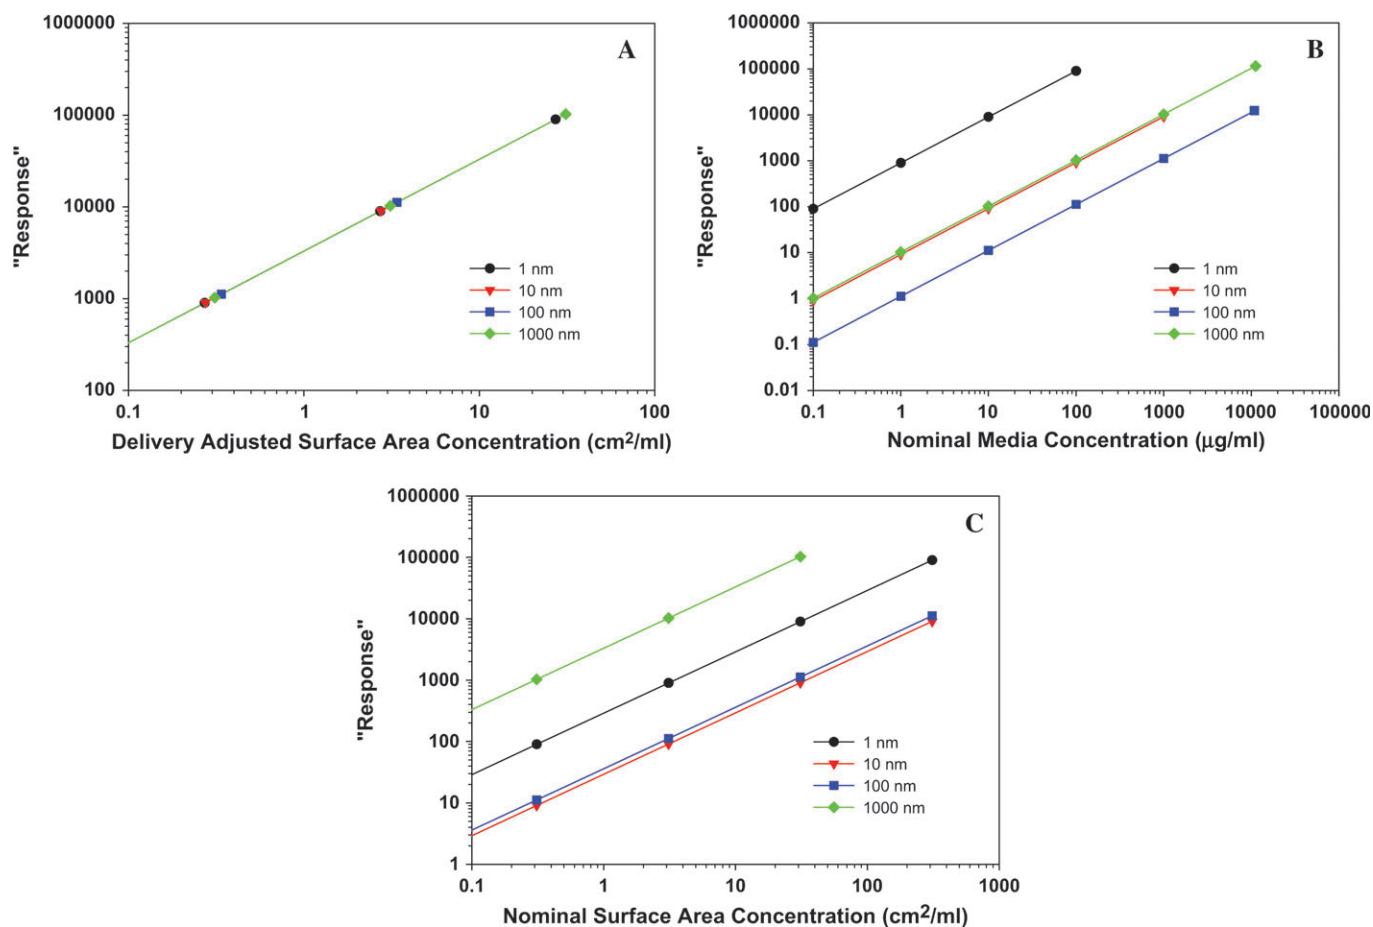 A
1000000
100000
10000
1000
100
"Response"
1 nm
10 nm
100 nm
1000 nm
0.1 1 10 100
Delivery Adjusted Surface Area Concentration (cm²/ml)
B
1000000
100000
10000
1000
100
10
1
0.1
0.01
"Response"
1 nm
10 nm
100 nm
1000 nm
0.1 1 10 100 1000 10000 100000
Nominal Media Concentration (µg/ml)
C
1000000
100000
10000
1000
100
10
1
"Response"
1 nm
10 nm
100 nm
1000 nm
0.1 1 10 100 1000
Nominal Surface Area Concentration (cm²/ml)